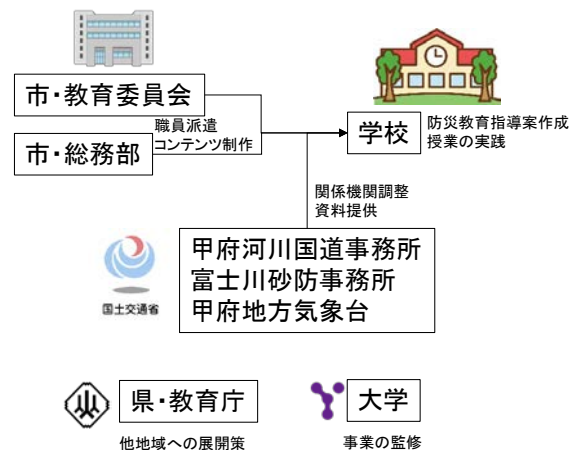 市・教育委員会
職員派遣
コンテンツ制作
市・総務部
学校
防災教育指導案作成
授業の実践
関係機関調整
資料提供
国土交通省
甲府河川国道事務所
富士川砂防事務所
甲府地方気象台
県・教育庁
他地域への展開策
大学
事業の監修